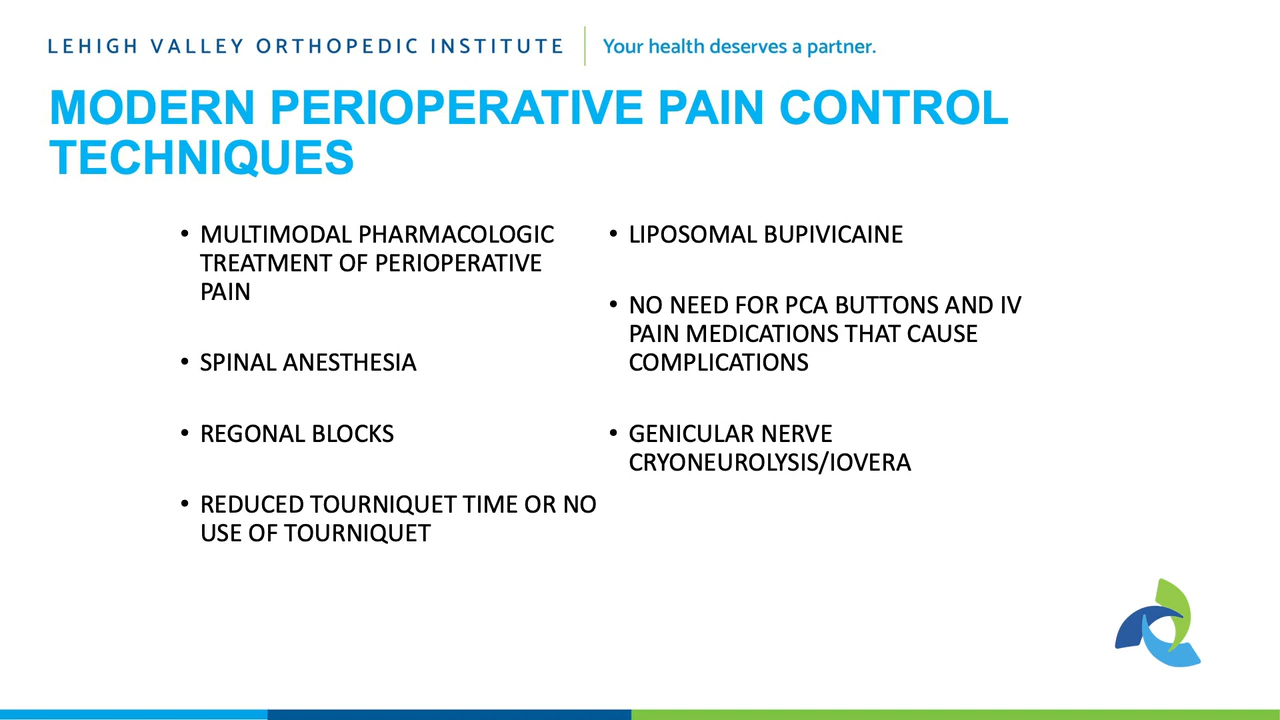 LEHIGH VALLEY ORTHOPEDIC INSTITUTE
Your health deserves a partner.
MODERN PERIOPERATIVE PAIN CONTROL
TECHNIQUES
• MULTIMODAL PHARMACOLOGIC
TREATMENT OF PERIOPERATIVE
PAIN
• SPINAL ANESTHESIA
• REGONAL BLOCKS
• REDUCED TOURNIQUET TIME OR NO
USE OF TOURNIQUET
• LIPOSOMAL BUPIVICAINE
• NO NEED FOR PCA BUTTONS AND IV
PAIN MEDICATIONS THAT CAUSE
COMPLICATIONS
• GENICULAR NERVE
CRYONEUROLYSIS/IOVERA